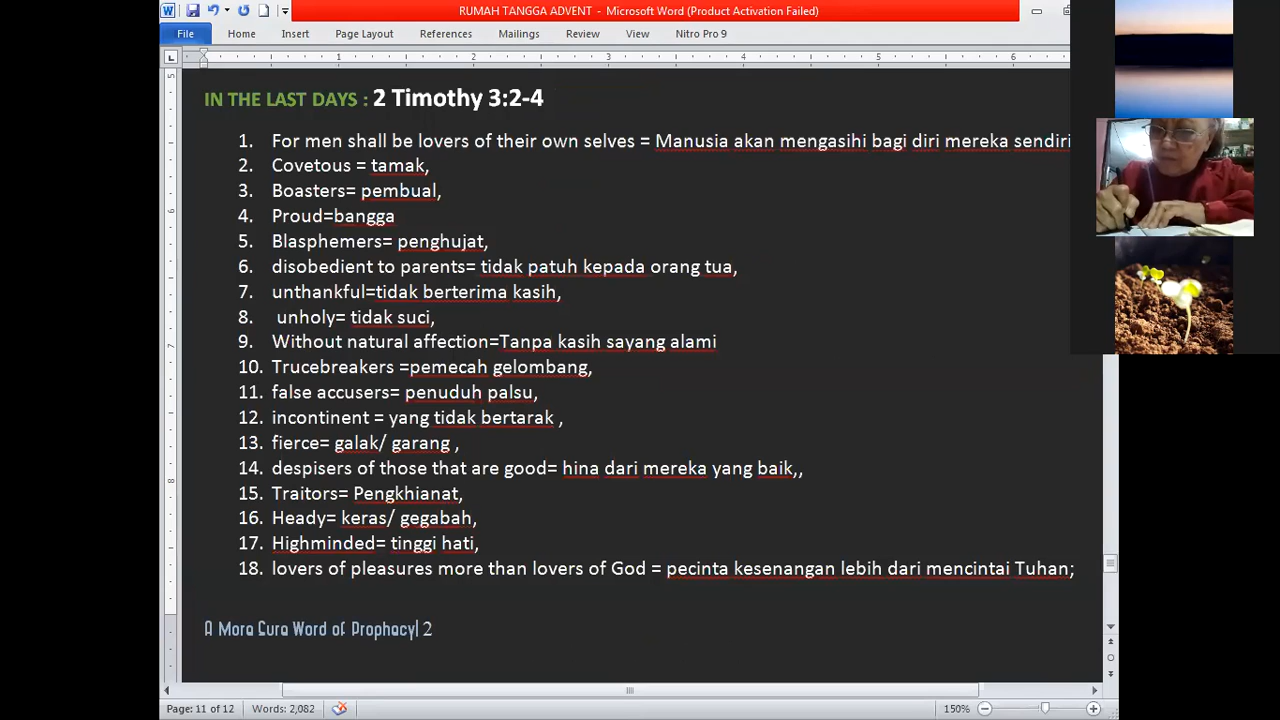 RUMAH TANGGA ADVENT - Microsoft Word (Product Activation Failed)
File Home Insert Page Layout References Mailings Review View Nitro Pro 9
1 2 3 4 5 6
IN THE LAST DAYS : 2 Timothy 3:2-4
1. For men shall be lovers of their own selves = Manusia akan mengasihi bagi diri mereka sendiri
2. Covetous = tamak,
3. Boasters= pembual,
4. Proud=bangga
5. Blasphemers= penghujat,
6. disobedient to parents= tidak patuh kepada orang tua,
7. unthankful=tidak berterima kasih,
8. unholy= tidak suci,
9. Without natural affection=Tanpa kasih sayang alami
10. Trucebreakers =pemecah gelombang,
11. false accusers= penuduh palsu,
12. incontinent = yang tidak bertarak ,
13. fierce= galak/ garang ,
14. despisers of those that are good= hina dari mereka yang baik,,
15. Traitors= Pengkhianat,
16. Heady= keras/ gegabah,
17. Highminded= tinggi hati,
18. lovers of pleasures more than lovers of God = pecinta kesenangan lebih dari mencintai Tuhan;
A More Sure Word of Prophecy| 2
Page: 11 of 12 Words: 2,082 150%